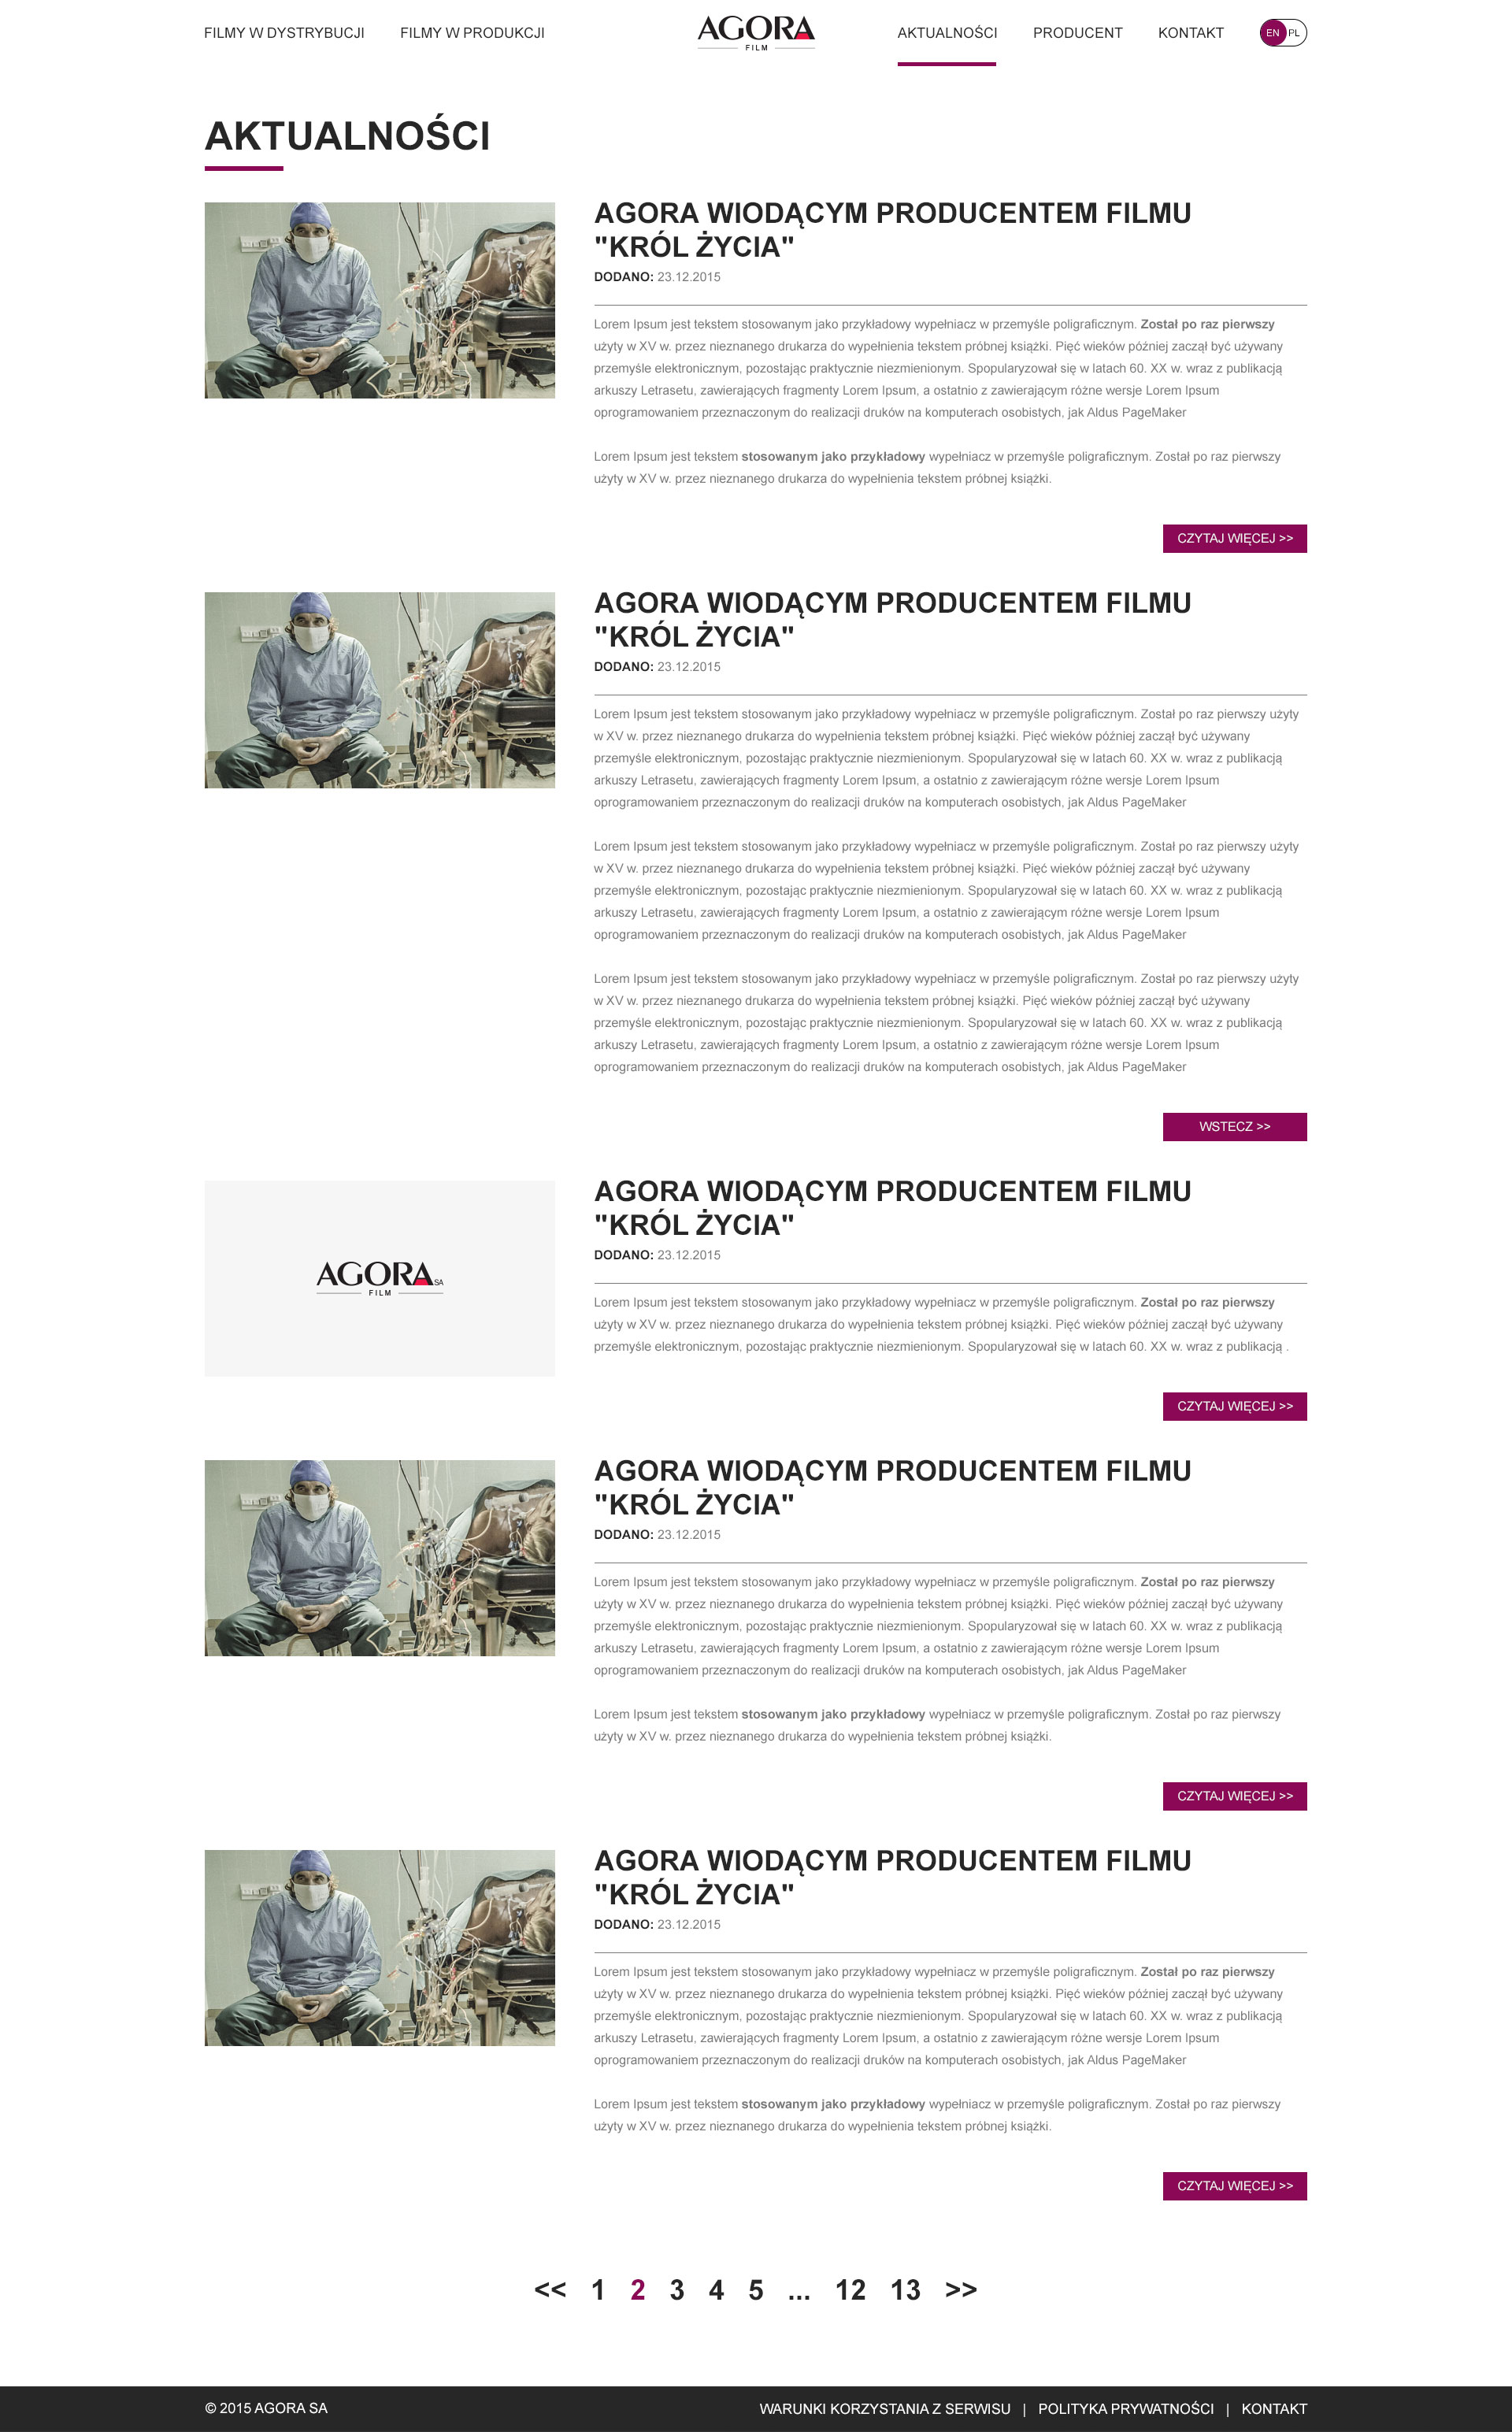 FILMY W DYSTRYBUCJI FILMY W PRODUKCJI AGORA FILM AKTUALNOŚCI PRODUCENT KONTAKT EN PL
AKTUALNOŚCI
AGORA WIODĄCYM PRODUCENTEM FILMU
"KRÓL ŻYCIA"
DODANO: 23.12.2015
Lorem Ipsum jest tekstem stosowanym jako przykładowy wypełniacz w przemyśle poligraficznym. Został po raz pierwszy
użyty w XV w. przez nieznanego drukarza do wypełnienia tekstem próbnej książki. Pięć wieków później zaczął być używany
przemyśle elektronicznym, pozostając praktycznie niezmienionym. Spopularyzował się w latach 60. XX w. wraz z publikacją
arkuszy Letrasetu, zawierających fragmenty Lorem Ipsum, a ostatnio z zawierającym różne wersje Lorem Ipsum
oprogramowaniem przeznaczonym do realizacji druków na komputerach osobistych, jak Aldus PageMaker
Lorem Ipsum jest tekstem stosowanym jako przykładowy wypełniacz w przemyśle poligraficznym. Został po raz pierwszy
użyty w XV w. przez nieznanego drukarza do wypełnienia tekstem próbnej książki.
CZYTAJ WIĘCEJ >>
AGORA WIODĄCYM PRODUCENTEM FILMU
"KRÓL ŻYCIA"
DODANO: 23.12.2015
Lorem Ipsum jest tekstem stosowanym jako przykładowy wypełniacz w przemyśle poligraficznym. Został po raz pierwszy użyty
w XV w. przez nieznanego drukarza do wypełnienia tekstem próbnej książki. Pięć wieków później zaczął być używany
przemyśle elektronicznym, pozostając praktycznie niezmienionym. Spopularyzował się w latach 60. XX w. wraz z publikacją
arkuszy Letrasetu, zawierających fragmenty Lorem Ipsum, a ostatnio z zawierającym różne wersje Lorem Ipsum
oprogramowaniem przeznaczonym do realizacji druków na komputerach osobistych, jak Aldus PageMaker
Lorem Ipsum jest tekstem stosowanym jako przykładowy wypełniacz w przemyśle poligraficznym. Został po raz pierwszy użyty
w XV w. przez nieznanego drukarza do wypełnienia tekstem próbnej książki. Pięć wieków później zaczął być używany
przemyśle elektronicznym, pozostając praktycznie niezmienionym. Spopularyzował się w latach 60. XX w. wraz z publikacją
arkuszy Letrasetu, zawierających fragmenty Lorem Ipsum, a ostatnio z zawierającym różne wersje Lorem Ipsum
oprogramowaniem przeznaczonym do realizacji druków na komputerach osobistych, jak Aldus PageMaker
Lorem Ipsum jest tekstem stosowanym jako przykładowy wypełniacz w przemyśle poligraficznym. Został po raz pierwszy użyty
w XV w. przez nieznanego drukarza do wypełnienia tekstem próbnej książki. Pięć wieków później zaczął być używany
przemyśle elektronicznym, pozostając praktycznie niezmienionym. Spopularyzował się w latach 60. XX w. wraz z publikacją
arkuszy Letrasetu, zawierających fragmenty Lorem Ipsum, a ostatnio z zawierającym różne wersje Lorem Ipsum
oprogramowaniem przeznaczonym do realizacji druków na komputerach osobistych, jak Aldus PageMaker
WSTECZ >>
AGORA SA
FILM
AGORA WIODĄCYM PRODUCENTEM FILMU
"KRÓL ŻYCIA"
DODANO: 23.12.2015
Lorem Ipsum jest tekstem stosowanym jako przykładowy wypełniacz w przemyśle poligraficznym. Został po raz pierwszy
użyty w XV w. przez nieznanego drukarza do wypełnienia tekstem próbnej książki. Pięć wieków później zaczął być używany
przemyśle elektronicznym, pozostając praktycznie niezmienionym. Spopularyzował się w latach 60. XX w. wraz z publikacją .
CZYTAJ WIĘCEJ >>
AGORA WIODĄCYM PRODUCENTEM FILMU
"KRÓL ŻYCIA"
DODANO: 23.12.2015
Lorem Ipsum jest tekstem stosowanym jako przykładowy wypełniacz w przemyśle poligraficznym. Został po raz pierwszy
użyty w XV w. przez nieznanego drukarza do wypełnienia tekstem próbnej książki. Pięć wieków później zaczął być używany
przemyśle elektronicznym, pozostając praktycznie niezmienionym. Spopularyzował się w latach 60. XX w. wraz z publikacją
arkuszy Letrasetu, zawierających fragmenty Lorem Ipsum, a ostatnio z zawierającym różne wersje Lorem Ipsum
oprogramowaniem przeznaczonym do realizacji druków na komputerach osobistych, jak Aldus PageMaker
Lorem Ipsum jest tekstem stosowanym jako przykładowy wypełniacz w przemyśle poligraficznym. Został po raz pierwszy
użyty w XV w. przez nieznanego drukarza do wypełnienia tekstem próbnej książki.
CZYTAJ WIĘCEJ >>
AGORA WIODĄCYM PRODUCENTEM FILMU
"KRÓL ŻYCIA"
DODANO: 23.12.2015
Lorem Ipsum jest tekstem stosowanym jako przykładowy wypełniacz w przemyśle poligraficznym. Został po raz pierwszy
użyty w XV w. przez nieznanego drukarza do wypełnienia tekstem próbnej książki. Pięć wieków później zaczął być używany
przemyśle elektronicznym, pozostając praktycznie niezmienionym. Spopularyzował się w latach 60. XX w. wraz z publikacją
arkuszy Letrasetu, zawierających fragmenty Lorem Ipsum, a ostatnio z zawierającym różne wersje Lorem Ipsum
oprogramowaniem przeznaczonym do realizacji druków na komputerach osobistych, jak Aldus PageMaker
Lorem Ipsum jest tekstem stosowanym jako przykładowy wypełniacz w przemyśle poligraficznym. Został po raz pierwszy
użyty w XV w. przez nieznanego drukarza do wypełnienia tekstem próbnej książki.
CZYTAJ WIĘCEJ >>
<< 1 2 3 4 5 ... 12 13 >>
© 2015 AGORA SA WARUNKI KORZYSTANIA Z SERWISU | POLITYKA PRYWATNOŚCI | KONTAKT